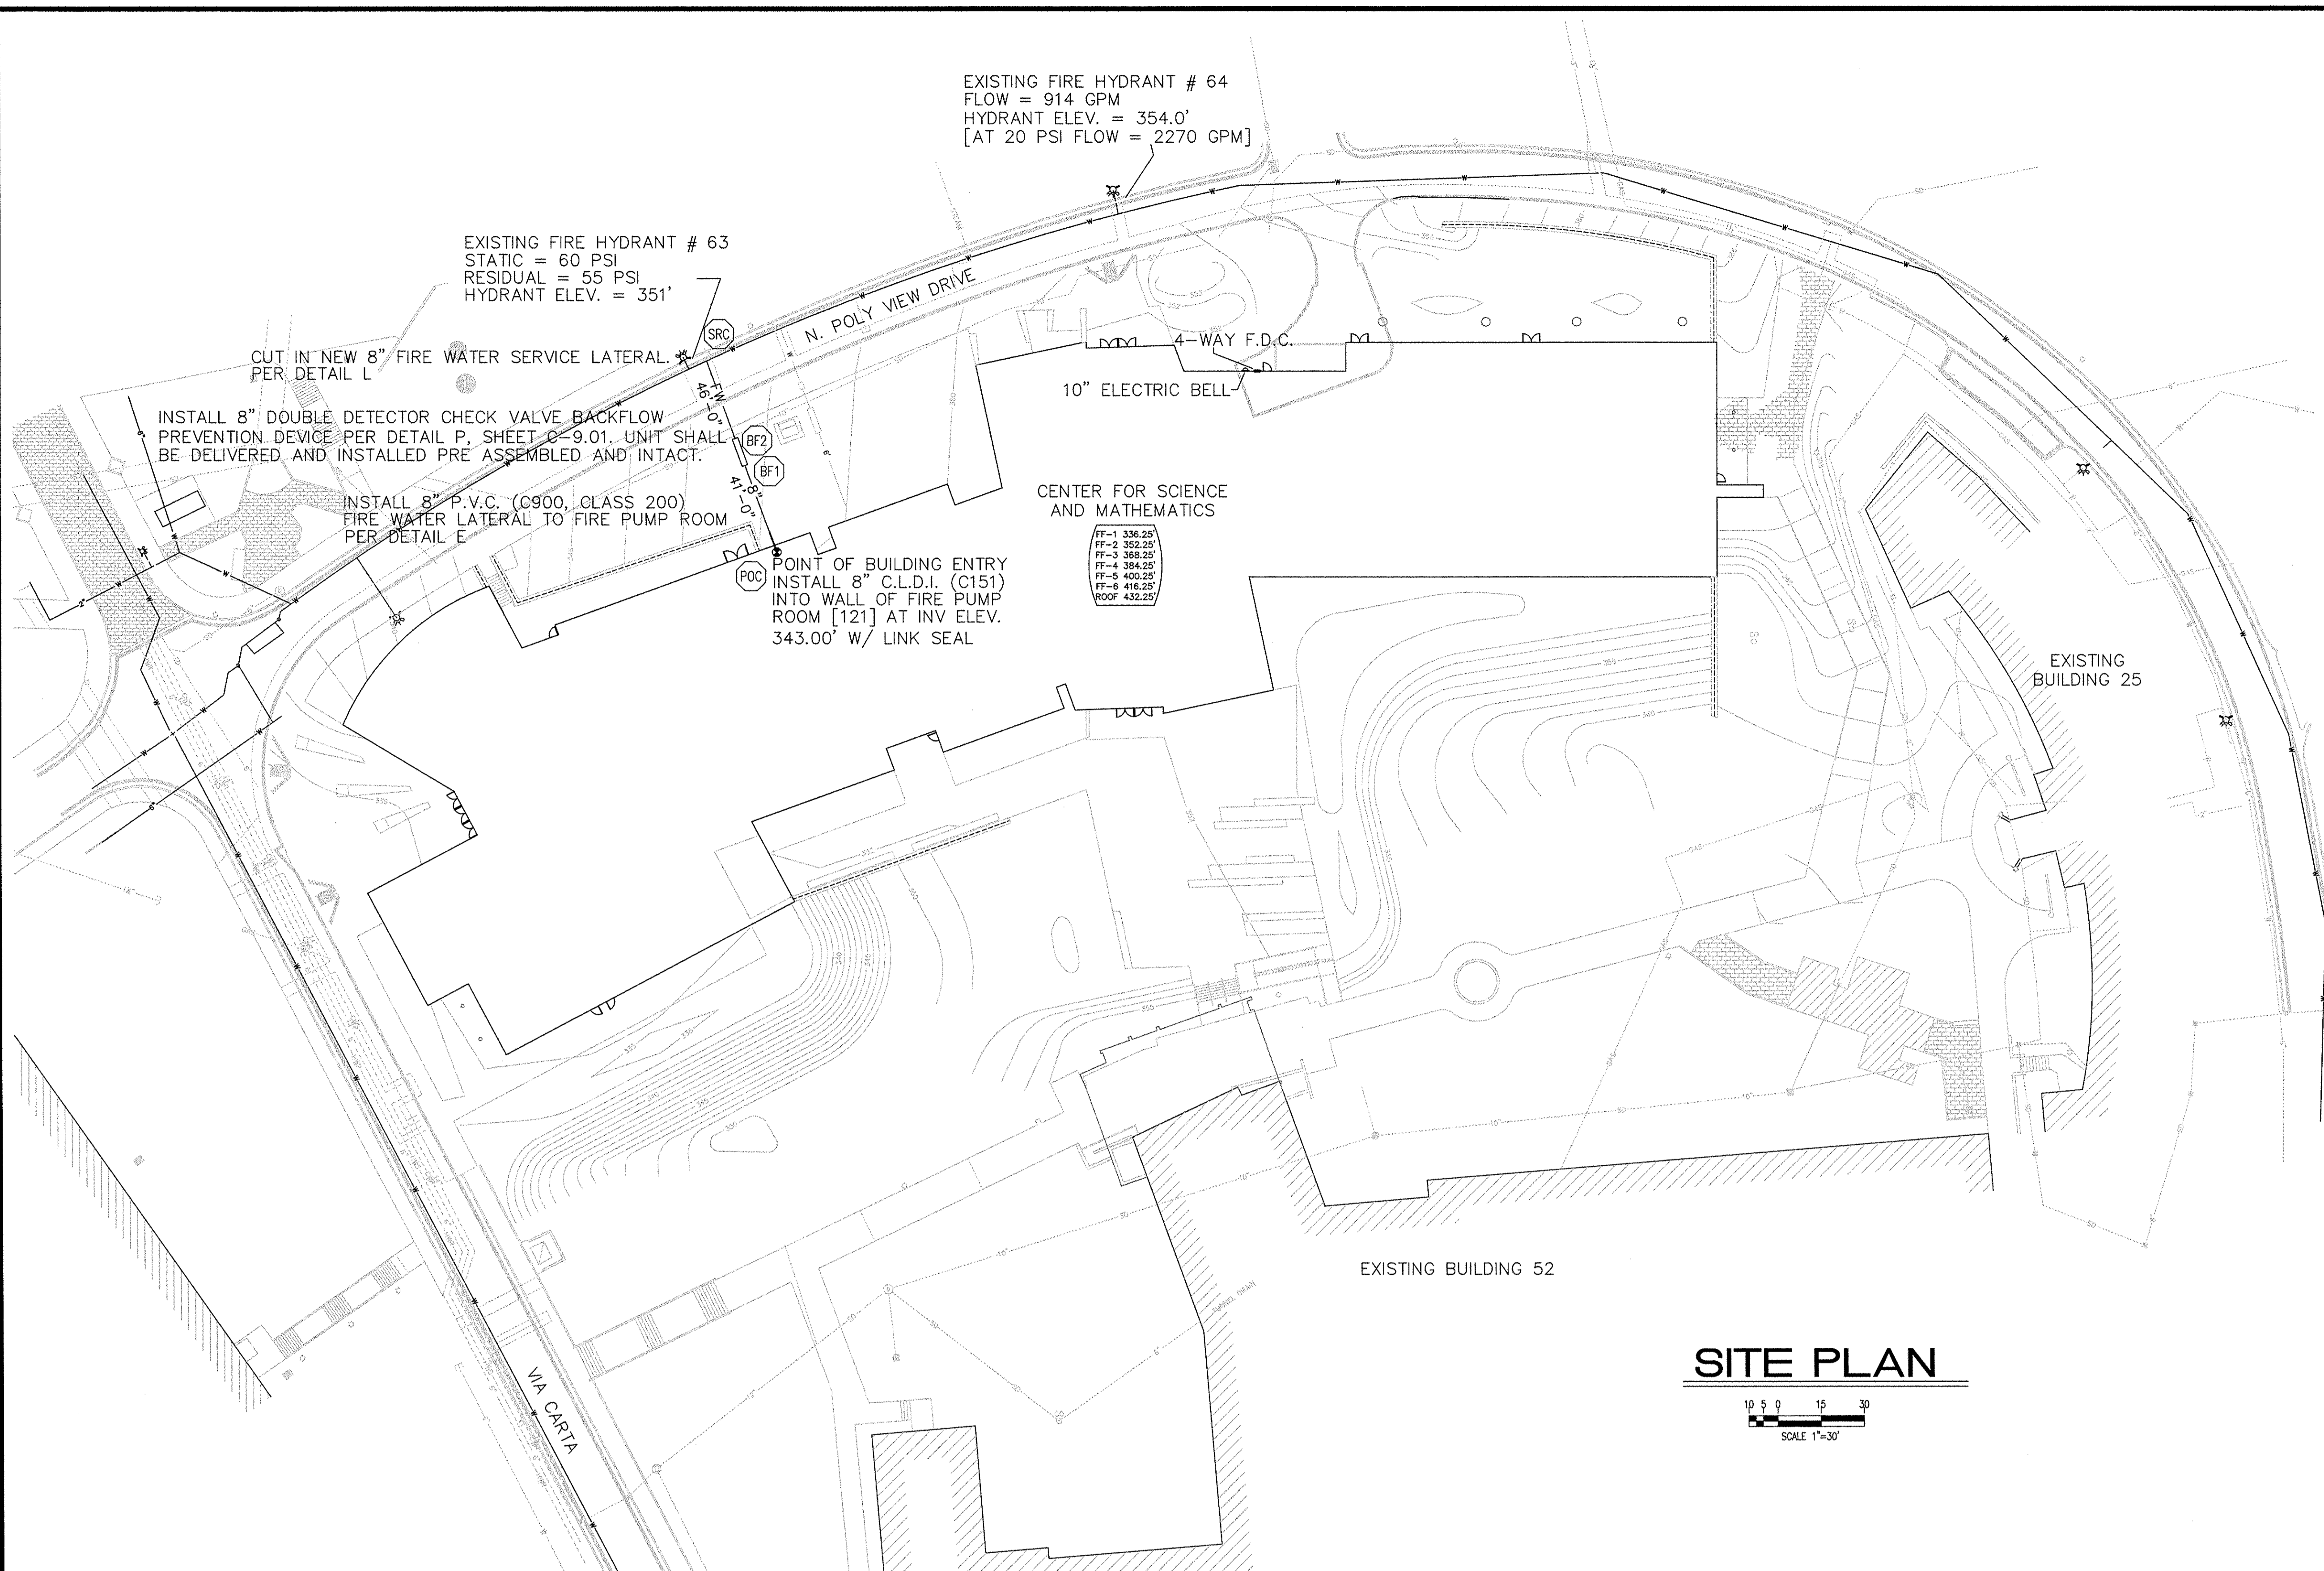 EXISTING FIRE HYDRANT # 64
FLOW = 914 GPM
HYDRANT ELEV. = 354.0'
[AT 20 PSI FLOW = 2270 GPM]
EXISTING FIRE HYDRANT # 63
STATIC = 60 PSI
RESIDUAL = 55 PSI
HYDRANT ELEV. = 351'
SRC
N. POLY VIEW DRIVE
CUT IN NEW 8" FIRE WATER SERVICE LATERAL.
PER DETAIL L
4-WAY F.D.C.
10" ELECTRIC BELL
FW
46'-0"
INSTALL 8" DOUBLE DETECTOR CHECK VALVE BACKFLOW
PREVENTION DEVICE PER DETAIL P, SHEET C-9.01. UNIT SHALL
BE DELIVERED AND INSTALLED PRE ASSEMBLED AND INTACT.
BF2
BF1
8"
41'-0"
INSTALL 8" P.V.C. (C900, CLASS 200)
FIRE WATER LATERAL TO FIRE PUMP ROOM
PER DETAIL E
CENTER FOR SCIENCE
AND MATHEMATICS
FF-1 336.25'
FF-2 352.25'
FF-3 368.25'
FF-4 384.25'
FF-5 400.25'
FF-6 416.25'
ROOF 432.25'
POC
POINT OF BUILDING ENTRY
INSTALL 8" C.L.D.I. (C151)
INTO WALL OF FIRE PUMP
ROOM [121] AT INV ELEV.
343.00' W/ LINK SEAL
EXISTING
BUILDING 25
EXISTING BUILDING 52
VIA CARTA
TUNNEL DRAIN
SITE PLAN
10 5 0 15 30
SCALE 1"=30'